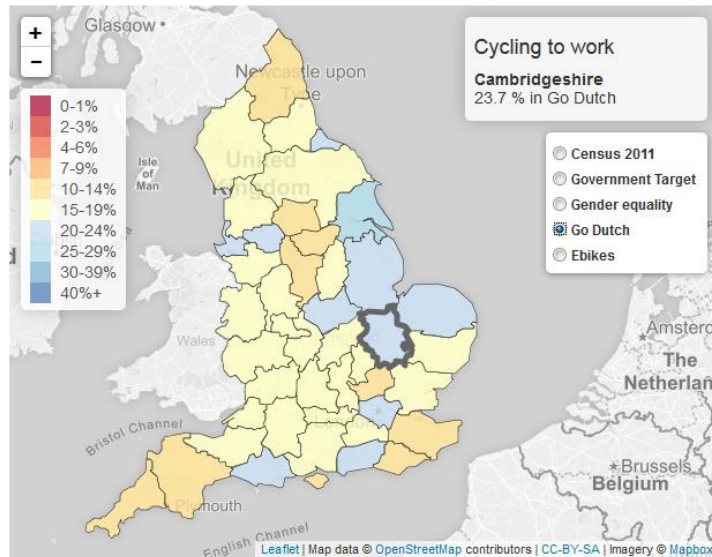 Glasgow
+
−
Cycling to work
Cambridgeshire
23.7 % in Go Dutch
Newcastle upon
Tyne
0-1%
2-3%
4-6%
7-9%
10-14%
15-19%
20-24%
25-29%
30-39%
40%+
Isle
of
Man
United
Kingdom
Census 2011
Government Target
Gender equality
Go Dutch
Ebikes
Wales
England
Amsterd
The
Netherlan
London
Bristol Channel
Plymouth
Brussels
Belgium
English Channel
Leaflet | Map data © OpenStreetMap contributors | CC-BY-SA | Imagery © Mapbox